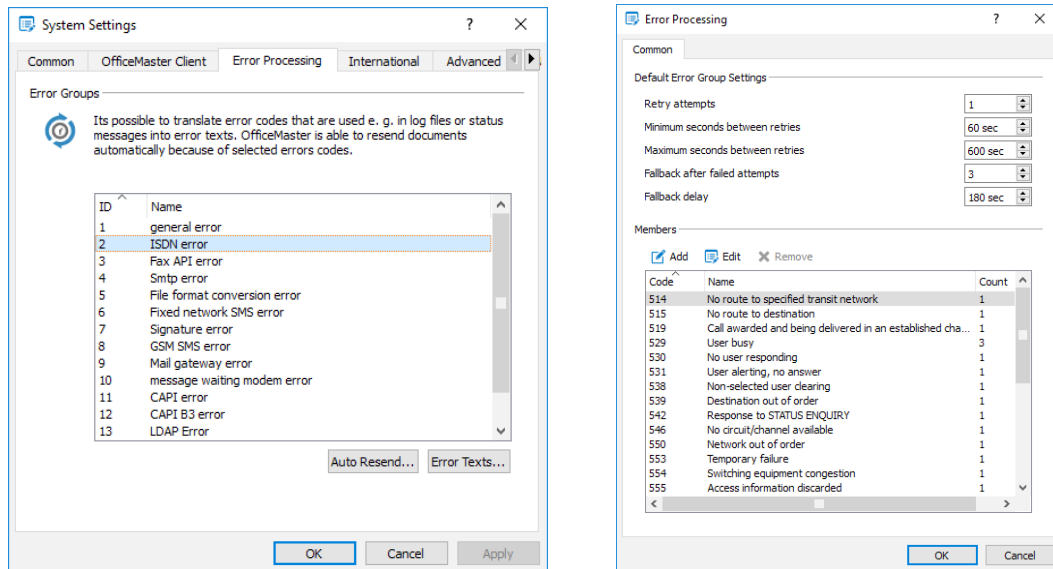 System Settings
?
Common OfficeMaster Client Error Processing International Advanced
Error Groups
Its possible to translate error codes that are used e. g. in log files or status
messages into error texts. OfficeMaster is able to resend documents
automatically because of selected errors codes.
ID Name
1 general error
2 ISDN error
3 Fax API error
4 Smtp error
5 File format conversion error
6 Fixed network SMS error
7 Signature error
8 GSM SMS error
9 Mail gateway error
10 message waiting modem error
11 CAPI error
12 CAPI B3 error
13 LDAP Error
Auto Resend... Error Texts...
OK Cancel Apply
Error Processing
?
Common
Default Error Group Settings
Retry attempts 1
Minimum seconds between retries 60 sec
Maximum seconds between retries 600 sec
Fallback after failed attempts 3
Fallback delay 180 sec
Members
Add Edit Remove
Code Name Count
514 No route to specified transit network 1
515 No route to destination 1
519 Call awarded and being delivered in an established cha... 1
529 User busy 3
530 No user responding 1
531 User alerting, no answer 1
538 Non-selected user clearing 1
539 Destination out of order 1
542 Response to STATUS ENQUIRY 1
546 No circuit/channel available 1
550 Network out of order 1
553 Temporary failure 1
554 Switching equipment congestion 1
555 Access information discarded 1
OK Cancel